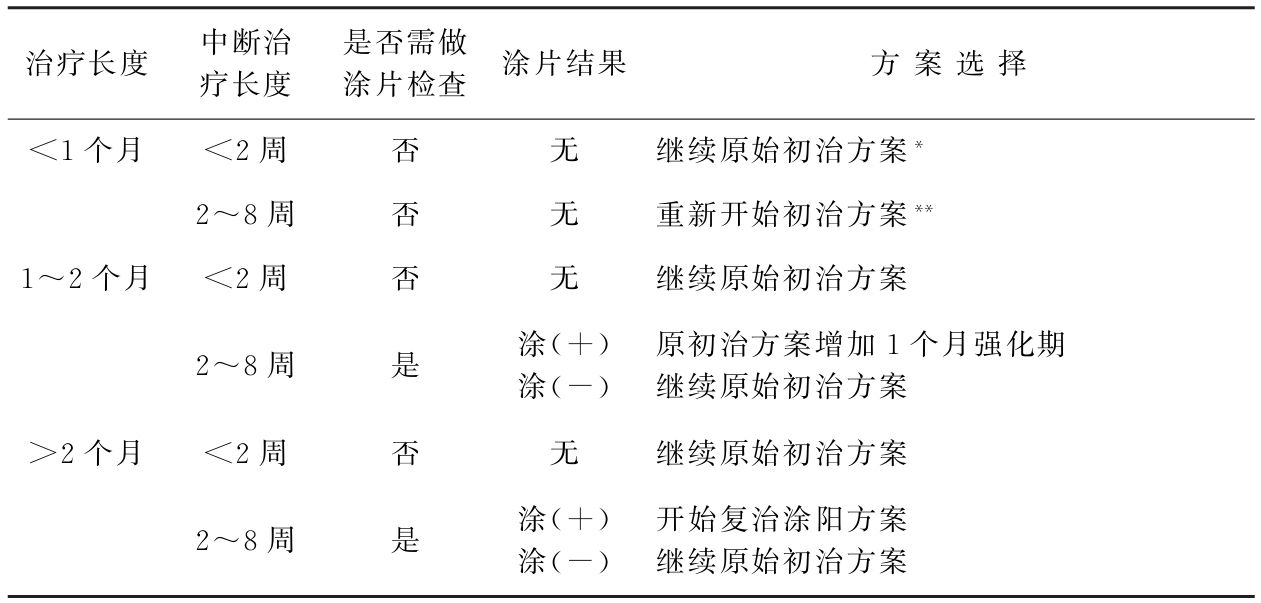 治疗长度 中断治疗长度 是否需做涂片检查 涂片结果 方案选择
<1个月 <2周 否 无 继续原始初治方案*
2～8周 否 无 重新开始初治方案**
1～2个月 <2周 否 无 继续原始初治方案
2～8周 是 涂(+) 原初治方案增加1个月强化期
涂(-) 继续原始初治方案
>2个月 <2周 否 无 继续原始初治方案
2～8周 是 涂(+) 开始复治涂阳方案
涂(-) 继续原始初治方案